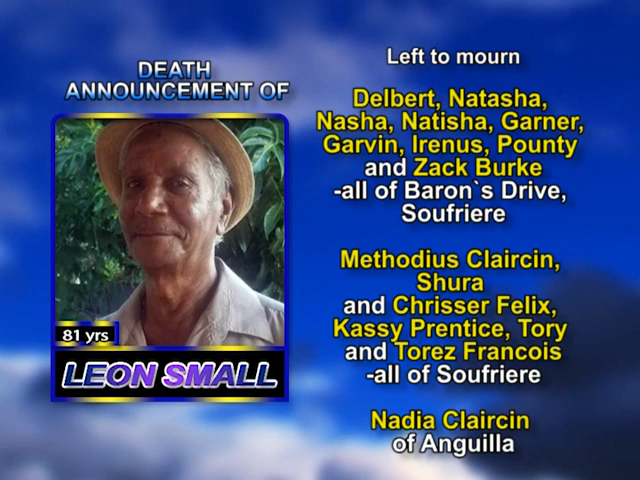 DEATH
ANNOUNCEMENT OF
81 yrs
LEON SMALL
Left to mourn
Delbert, Natasha,
Nasha, Natisha, Garner,
Garvin, Irenus, Pounty
and Zack Burke
-all of Baron`s Drive,
Soufriere
Methodius Claircin,
Shura
and Chrisser Felix,
Kassy Prentice, Tory
and Torez Francois
-all of Soufriere
Nadia Claircin
of Anguilla